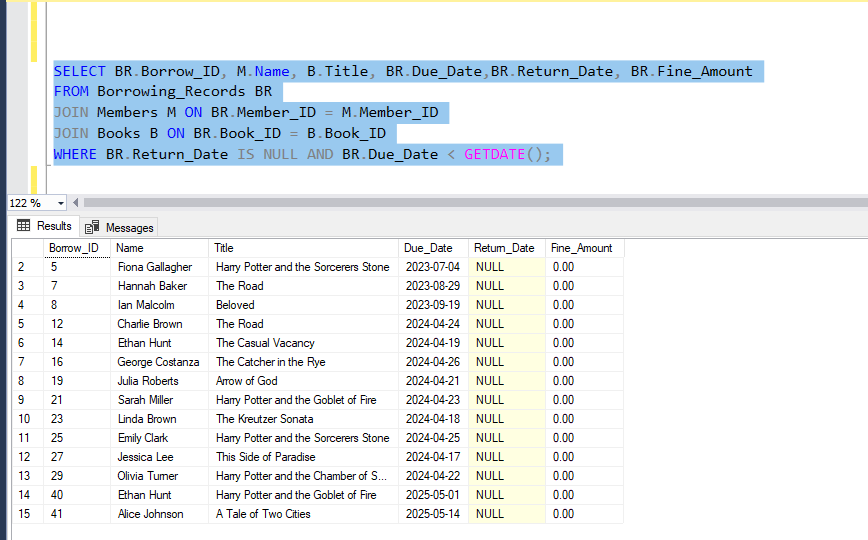 SELECT BR.Borrow_ID, M.Name, B.Title, BR.Due_Date,BR.Return_Date, BR.Fine_Amount
FROM Borrowing_Records BR
JOIN Members M ON BR.Member_ID = M.Member_ID
JOIN Books B ON BR.Book_ID = B.Book_ID
WHERE BR.Return_Date IS NULL AND BR.Due_Date < GETDATE();
122 %
Results Messages
Borrow_ID Name Title Due_Date Return_Date Fine_Amount
2 5 Fiona Gallagher Harry Potter and the Sorcerers Stone 2023-07-04 NULL 0.00
3 7 Hannah Baker The Road 2023-08-29 NULL 0.00
4 8 Ian Malcolm Beloved 2023-09-19 NULL 0.00
5 12 Charlie Brown The Road 2024-04-24 NULL 0.00
6 14 Ethan Hunt The Casual Vacancy 2024-04-19 NULL 0.00
7 16 George Costanza The Catcher in the Rye 2024-04-26 NULL 0.00
8 19 Julia Roberts Arrow of God 2024-04-21 NULL 0.00
9 21 Sarah Miller Harry Potter and the Goblet of Fire 2024-04-23 NULL 0.00
10 23 Linda Brown The Kreutzer Sonata 2024-04-18 NULL 0.00
11 25 Emily Clark Harry Potter and the Sorcerers Stone 2024-04-25 NULL 0.00
12 27 Jessica Lee This Side of Paradise 2024-04-17 NULL 0.00
13 29 Olivia Turner Harry Potter and the Chamber of S... 2024-04-22 NULL 0.00
14 40 Ethan Hunt Harry Potter and the Goblet of Fire 2025-05-01 NULL 0.00
15 41 Alice Johnson A Tale of Two Cities 2025-05-14 NULL 0.00